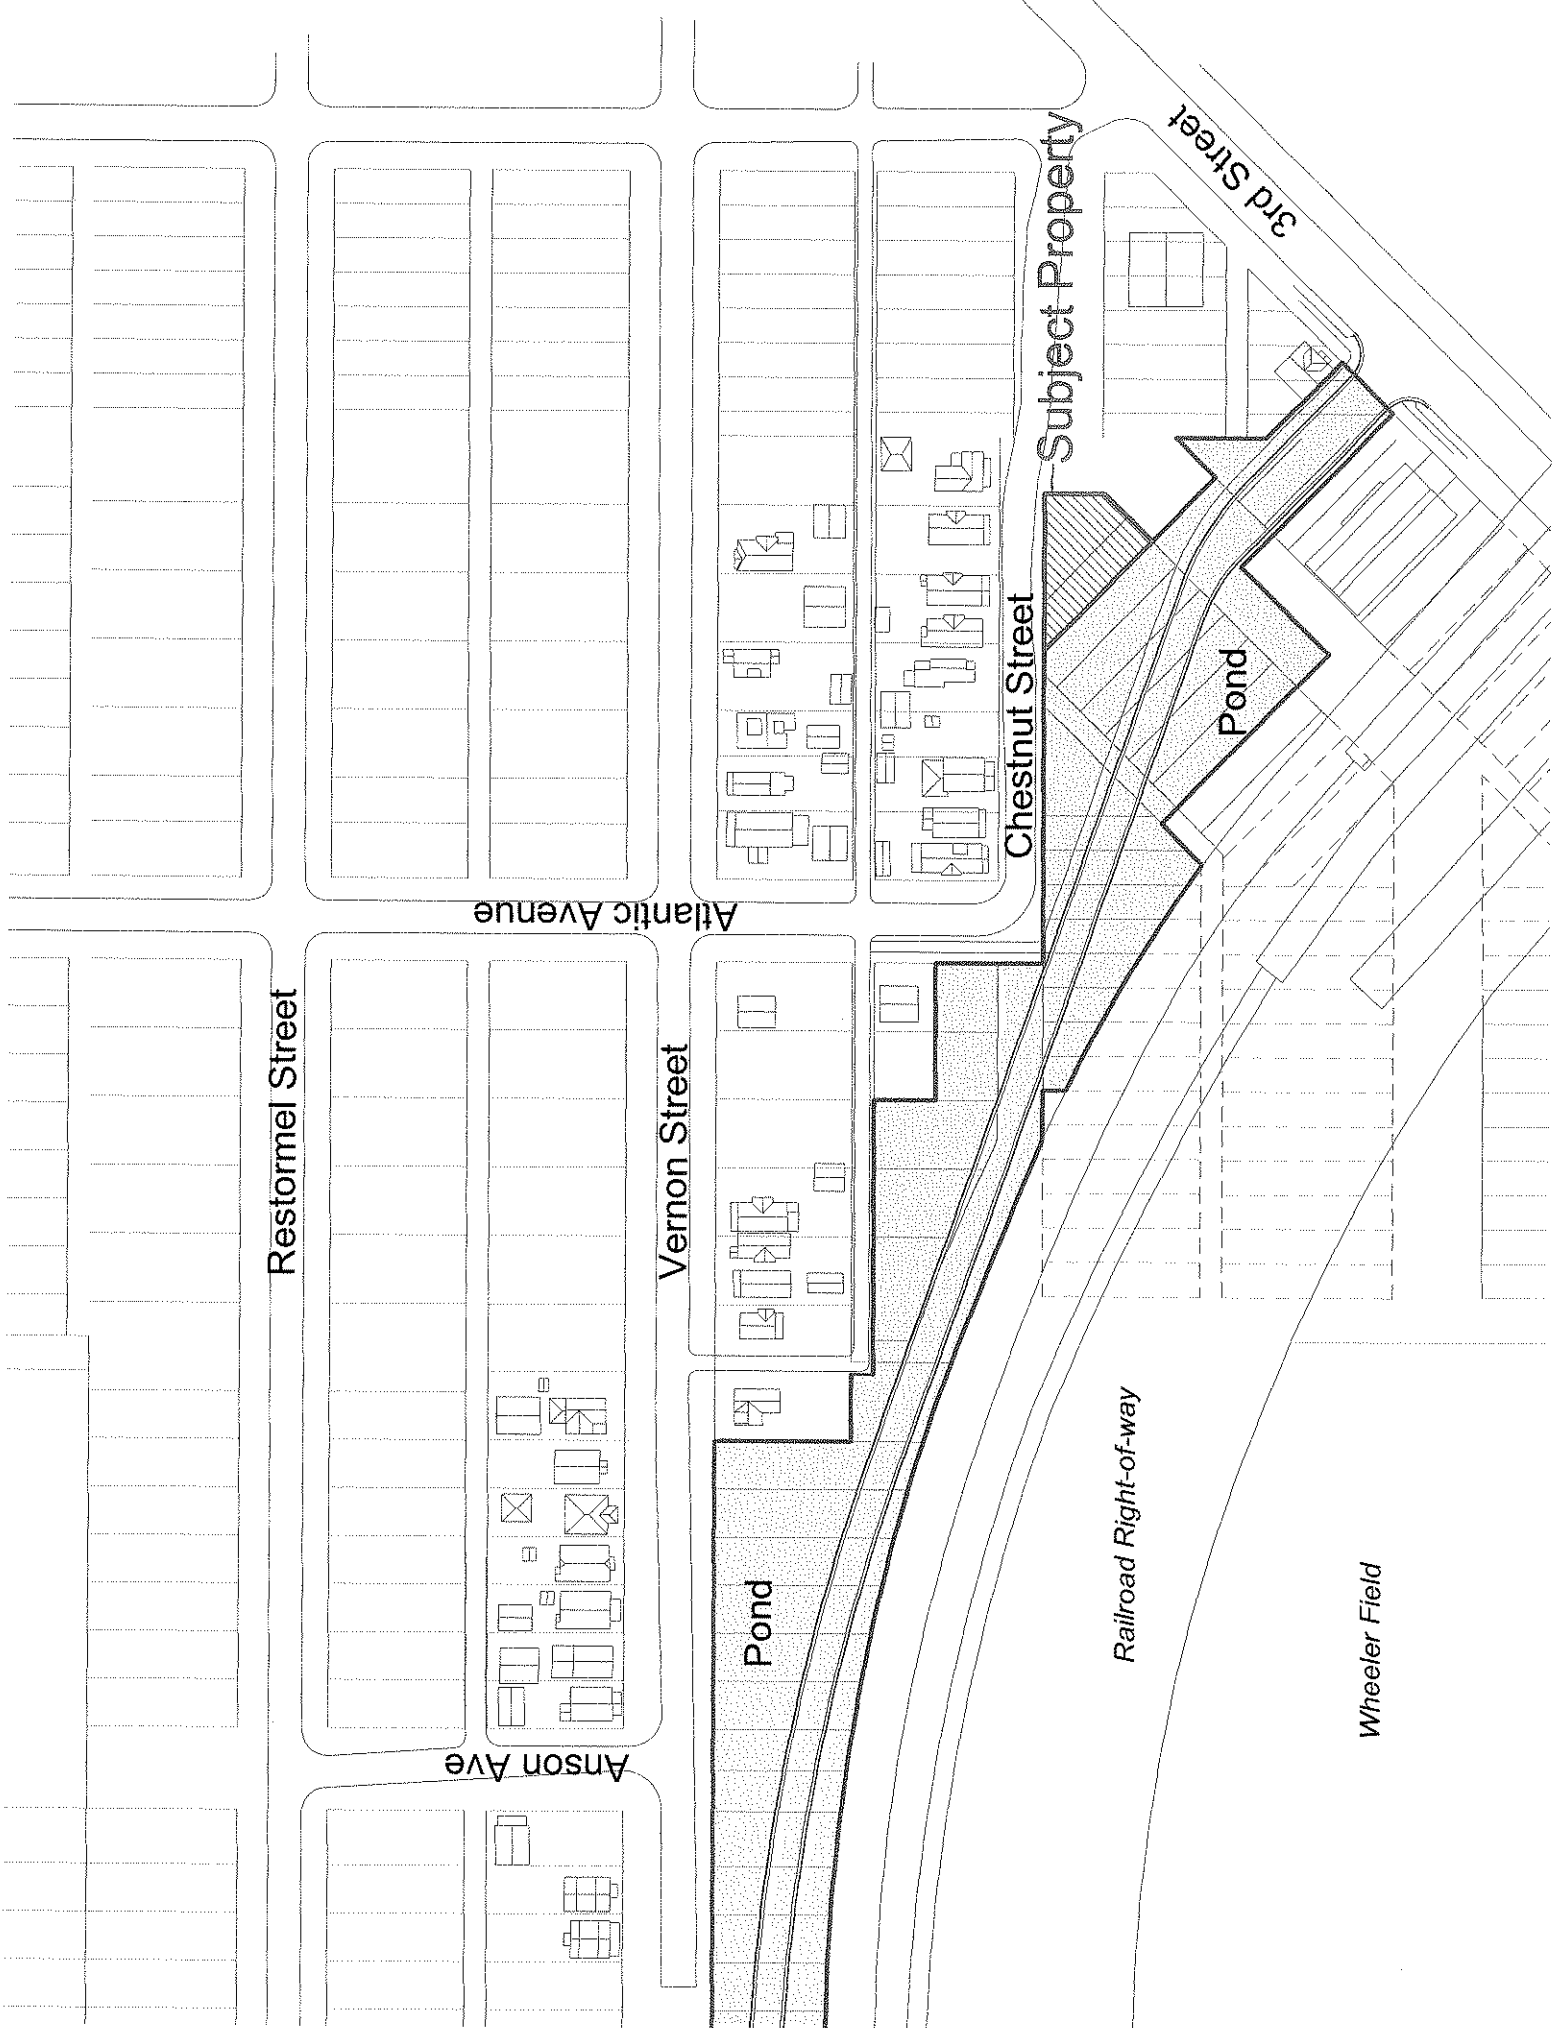 3rd Street
Subject Property
Chestnut Street
Pond
Atlantic Avenue
Restormel Street
Vernon Street
Pond
Anson Ave
Railroad Right-of-way
Wheeler Field